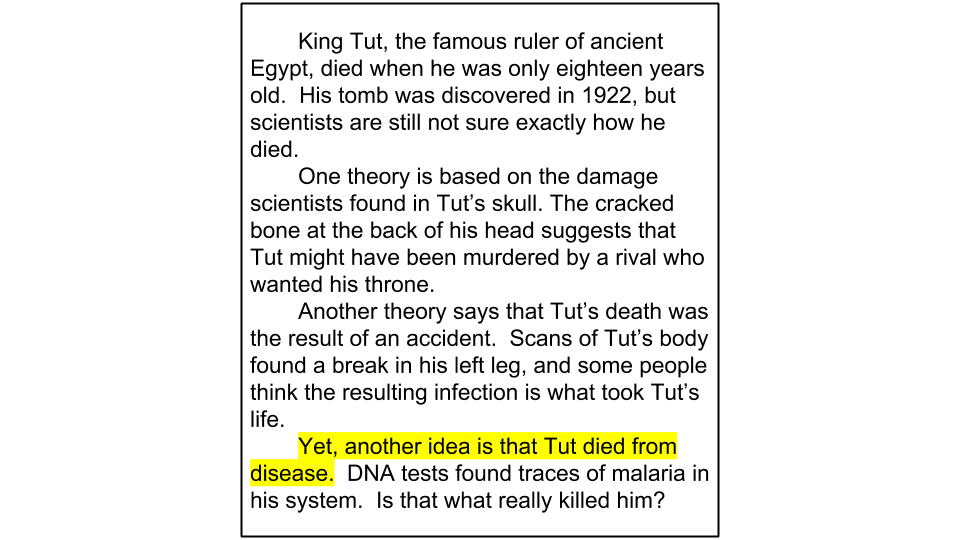 King Tut, the famous ruler of ancient
Egypt, died when he was only eighteen years
old.  His tomb was discovered in 1922, but
scientists are still not sure exactly how he
died.
One theory is based on the damage
scientists found in Tut’s skull. The cracked
bone at the back of his head suggests that
Tut might have been murdered by a rival who
wanted his throne.
Another theory says that Tut’s death was
the result of an accident.  Scans of Tut’s body
found a break in his left leg, and some people
think the resulting infection is what took Tut’s
life.
Yet, another idea is that Tut died from
disease.  DNA tests found traces of malaria in
his system.  Is that what really killed him?